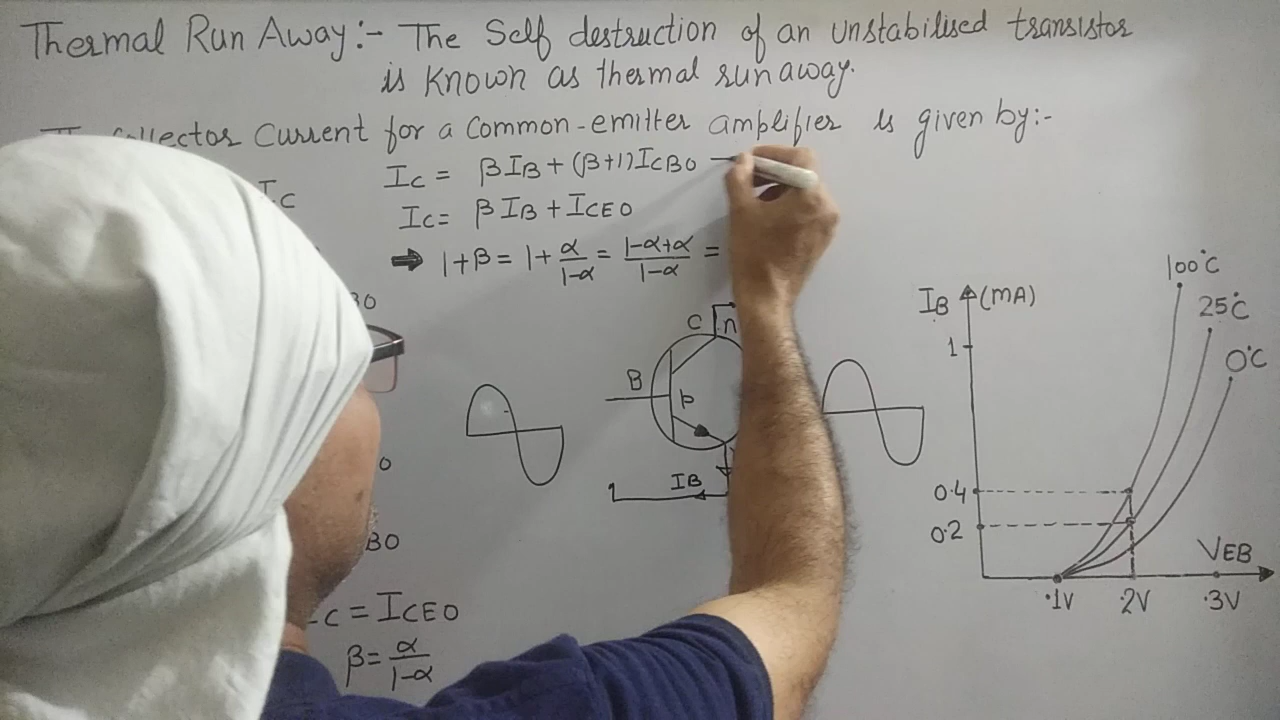 Thermal Run Away:- The Self destruction of an unstabilised transistor
is known as thermal run away.
Collector Current for a Common-emitter amplifier is given by:-
IC = βIB + (β+1)ICBO —
IC
IC = βIB + ICEO
⇒ 1+β = 1+ α/1-α = 1-α+α/1-α =
BO
C n
B
p
IB
O
BO
C = ICEO
β = α/1-α
IB (MA)
100°C
25°C
0°C
1
0.4
0.2
VEB
.1V .2V .3V